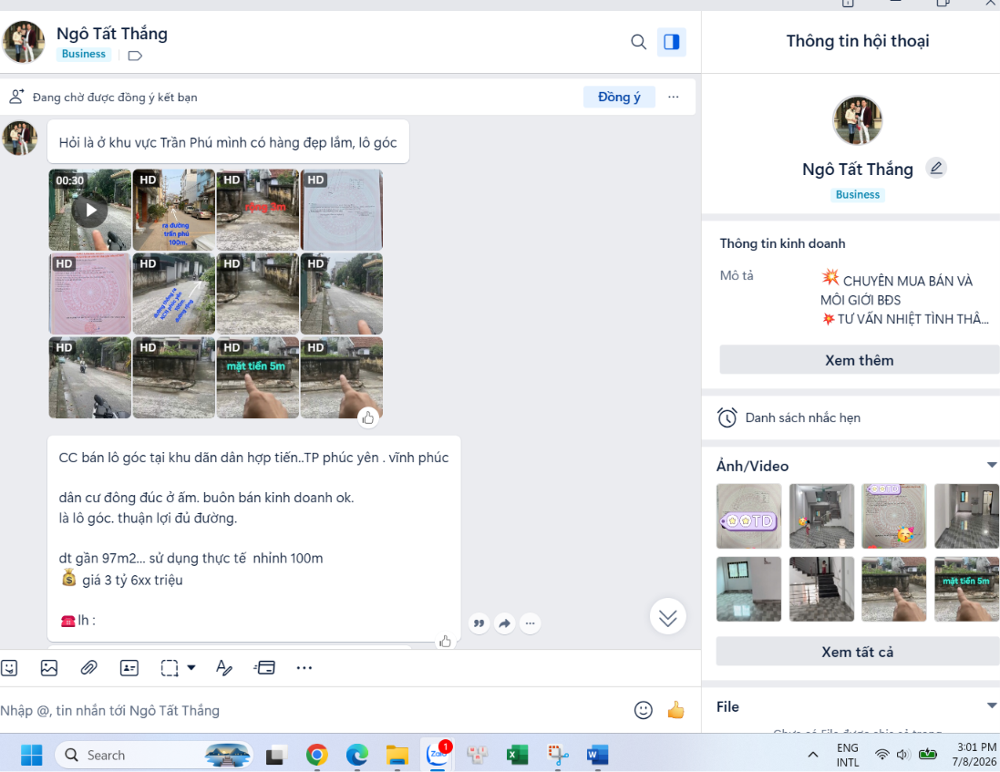 Ngô Tất Thắng
Business
Đang chờ được đồng ý kết bạn
Đồng ý
Hỏi là ở khu vực Trần Phú mình có hàng đẹp lắm, lô góc
00:30
HD
HD
HD
ra đường
trần phú
100m.
rộng 8m
HD
HD
HD
HD
HD
HD
HD
HD
mặt tiền 5m
CC bán lô góc tại khu dãn dân hợp tiến..TP phúc yên . vĩnh phúc
dân cư đông đúc ở ấm. buôn bán kinh doanh ok.
là lô góc. thuận lợi đủ đường.
dt gần 97m2... sử dụng thực tế  nhỉnh 100m
💰 giá 3 tỷ 6xx triệu
☎️lh :
Nhập @, tin nhắn tới Ngô Tất Thắng
Thông tin hội thoại
Ngô Tất Thắng
Business
Thông tin kinh doanh
Mô tả
💥 CHUYÊN MUA BÁN VÀ
MÔI GIỚI BĐS
💥 TƯ VẤN NHIỆT TÌNH THÂ...
Xem thêm
Danh sách nhắc hẹn
Ảnh/Video
mặt tiền 5m
Xem tất cả
File
Search
Zalo
1
ENG
INTL
3:01 PM
7/8/2026